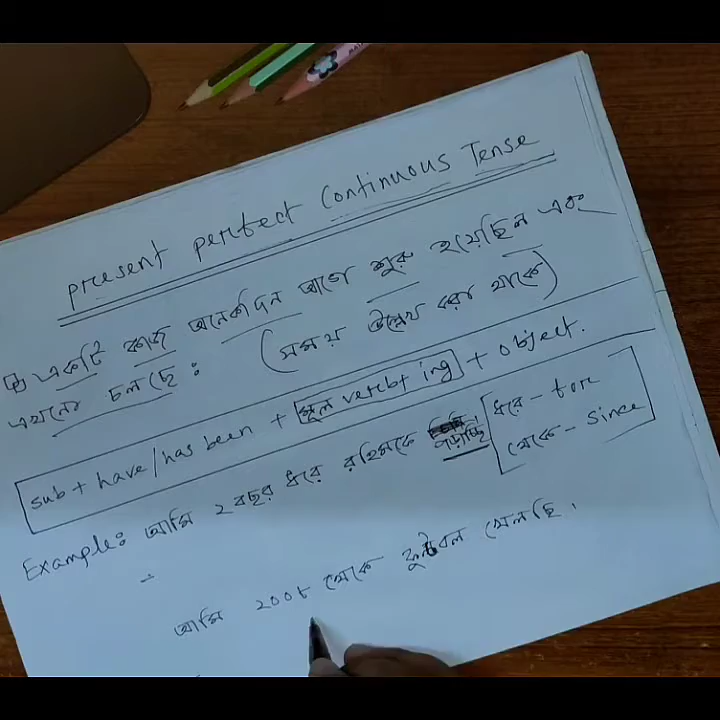 present perfect Continuous Tense
একটি কাজ অনেকদিন আগে শুরু হয়েছিল এবং
এখনো চলছে : (সময় উল্লেখ করা থাকে)
sub + have/has been + মূল verb+ing + object.
Example: আমি ২ বছর ধরে রহিমকে পড়াচ্ছি
ধরে - for
থেকে - since
আমি ২০০৮ থেকে ফুটবল খেলছি।